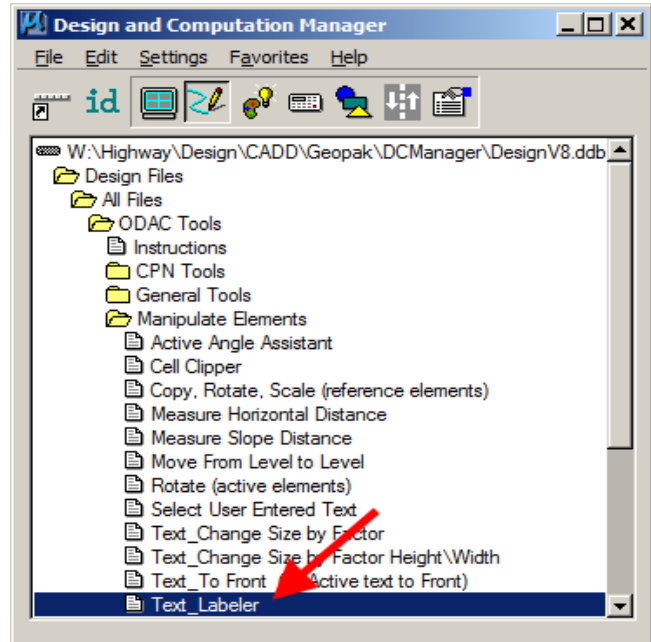 Design and Computation Manager
File Edit Settings Favorites Help
id
W:\Highway\Design\CADD\Geopak\DCManager\DesignV8.ddb
Design Files
All Files
ODAC Tools
Instructions
CPN Tools
General Tools
Manipulate Elements
Active Angle Assistant
Cell Clipper
Copy, Rotate, Scale (reference elements)
Measure Horizontal Distance
Measure Slope Distance
Move From Level to Level
Rotate (active elements)
Select User Entered Text
Text_Change Size by Factor
Text_Change Size by Factor Height\Width
Text_To Front Active text to Front)
Text_Labeler